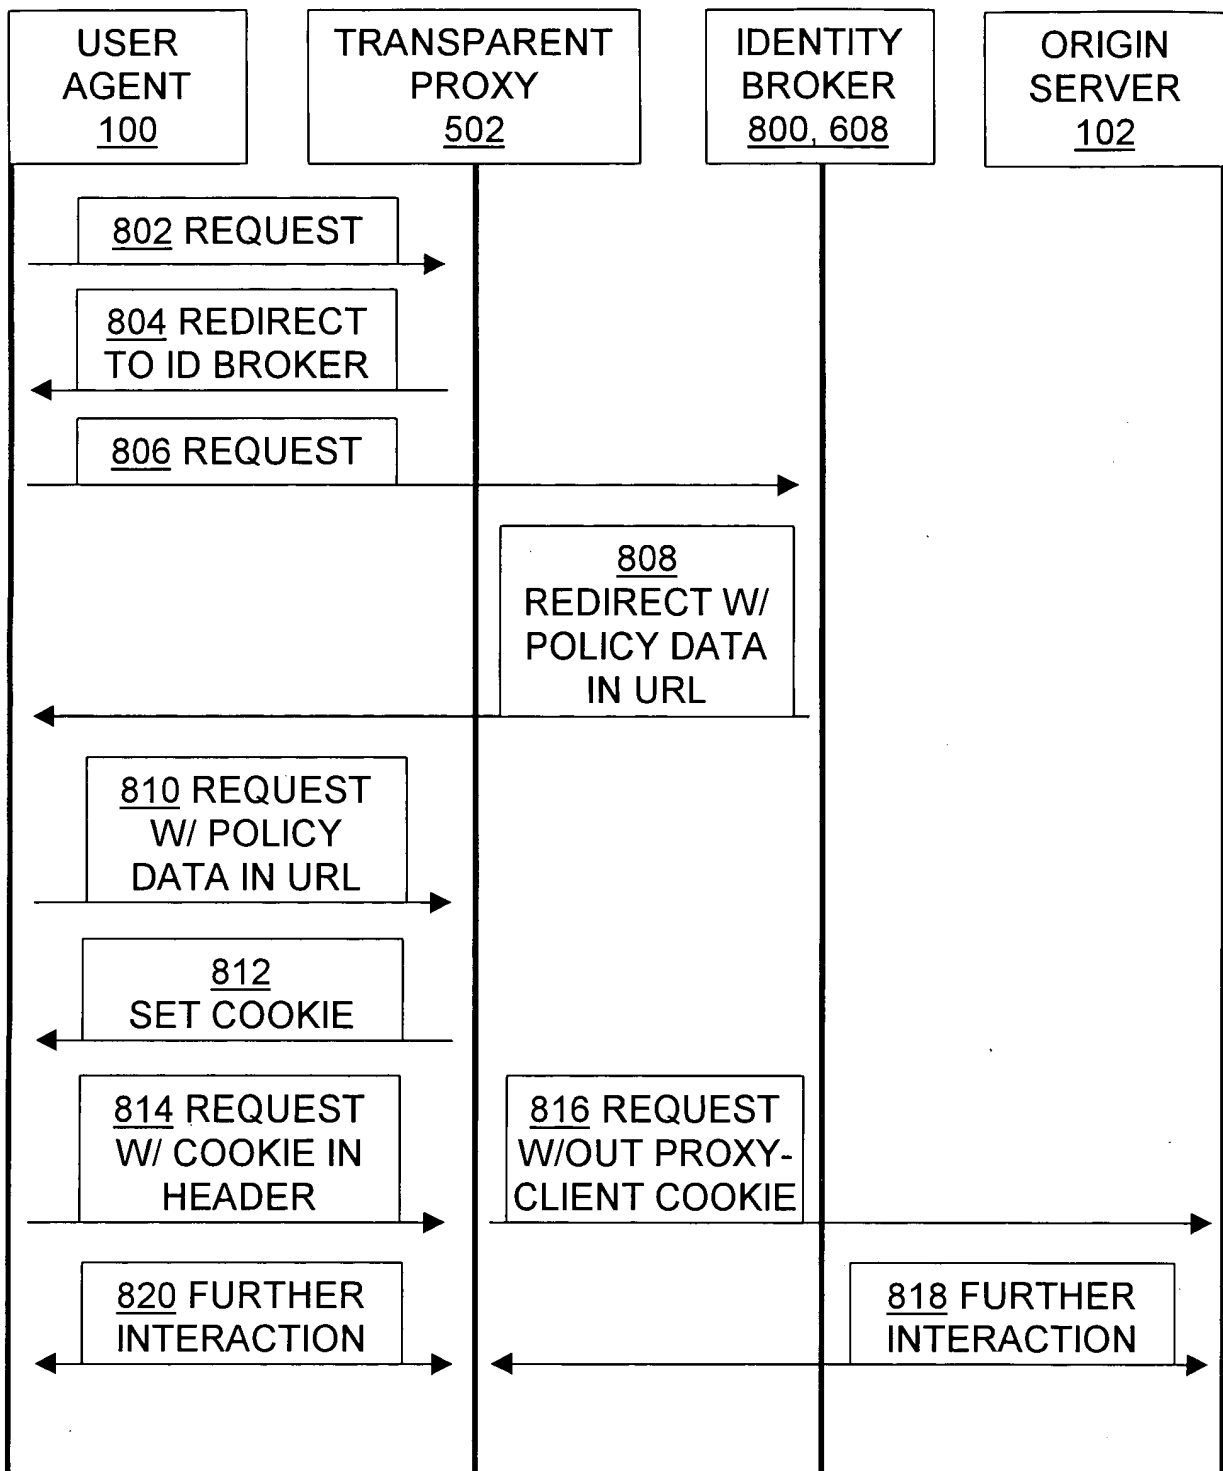 USER
AGENT
100
TRANSPARENT
PROXY
502
IDENTITY
BROKER
800, 608
ORIGIN
SERVER
102
802 REQUEST
804 REDIRECT
TO ID BROKER
806 REQUEST
808
REDIRECT W/
POLICY DATA
IN URL
810 REQUEST
W/ POLICY
DATA IN URL
812
SET COOKIE
814 REQUEST
W/ COOKIE IN
HEADER
816 REQUEST
W/OUT PROXY-
CLIENT COOKIE
820 FURTHER
INTERACTION
818 FURTHER
INTERACTION